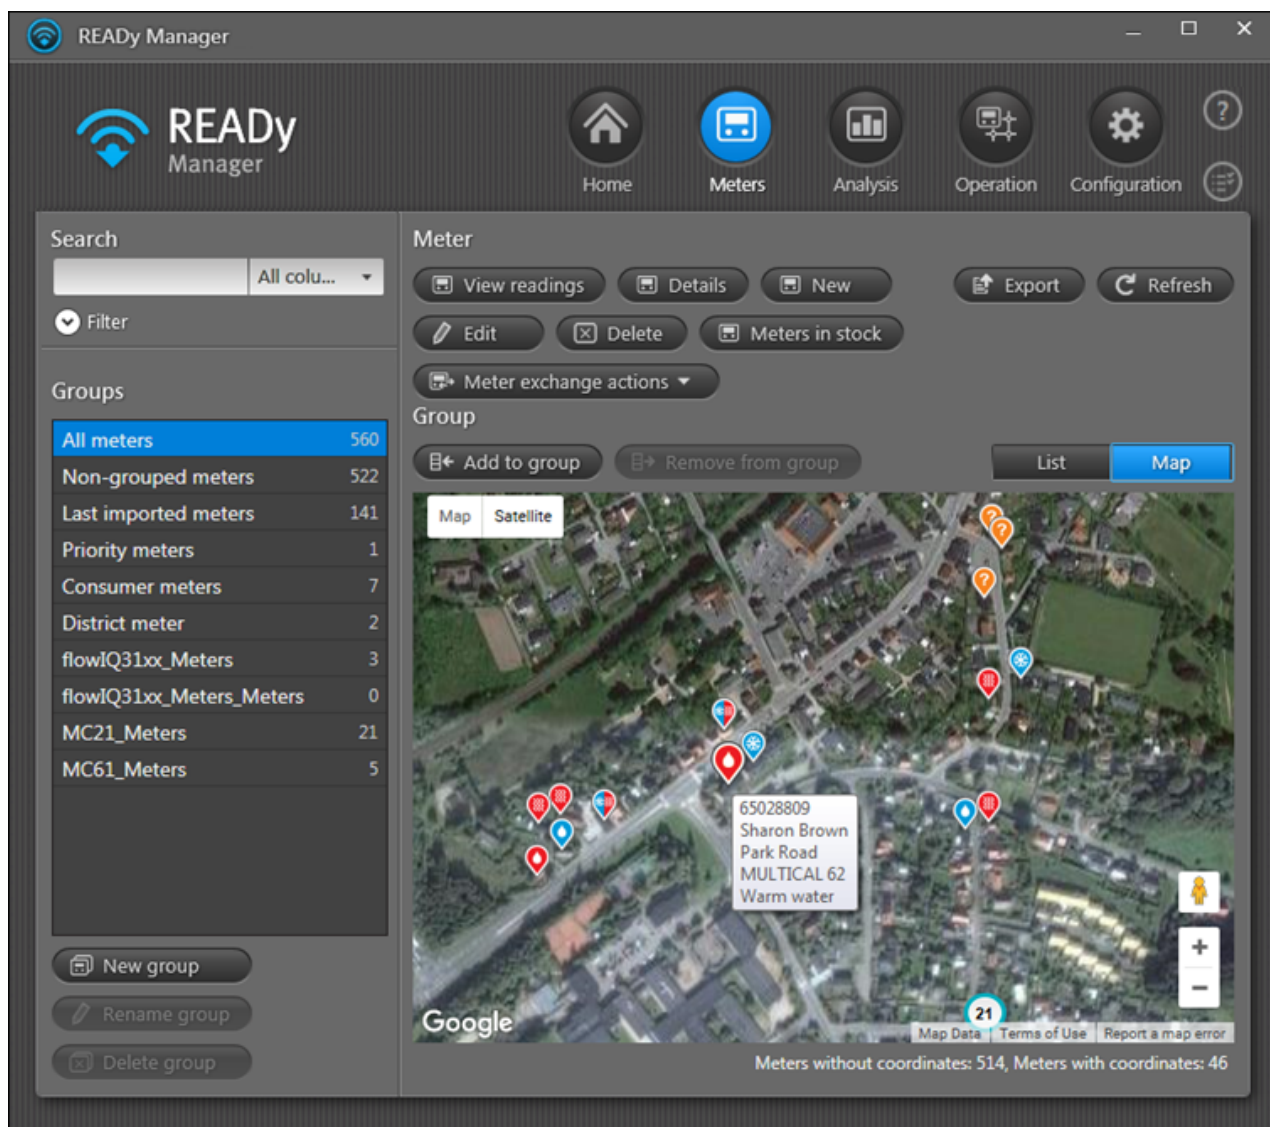 READy Manager
READy
Manager
Home
Meters
Analysis
Operation
Configuration
?
Search
All colu...
Filter
Groups
All meters 560
Non-grouped meters 522
Last imported meters 141
Priority meters 1
Consumer meters 7
District meter 2
flowIQ31xx_Meters 3
flowIQ31xx_Meters_Meters 0
MC21_Meters 21
MC61_Meters 5
New group
Rename group
Delete group
Meter
View readings
Details
New
Export
Refresh
Edit
Delete
Meters in stock
Meter exchange actions
Group
Add to group
Remove from group
List
Map
Map
Satellite
?
?
?
65028809
Sharon Brown
Park Road
MULTICAL 62
Warm water
+
−
21
Google
Map Data
Terms of Use
Report a map error
Meters without coordinates: 514, Meters with coordinates: 46